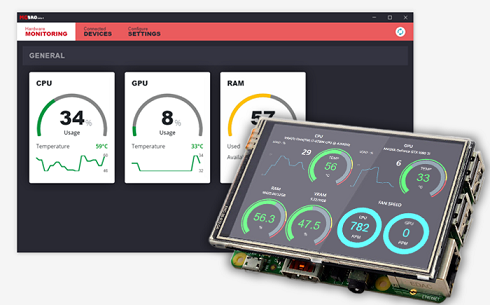 Hardware
MONITORING
Connected
DEVICES
Configure
SETTINGS
GENERAL
CPU
34%
Usage
Temperature 59°C
GPU
8%
Usage
Temperature 33°C
RAM
57
Used
Availa
CPU
29
TEMP
56
°C
GPU
6
TEMP
33
°C
RAM
56.3
VRAM
47.5
FAN SPEED
CPU
782
RPM
GPU
0
RPM